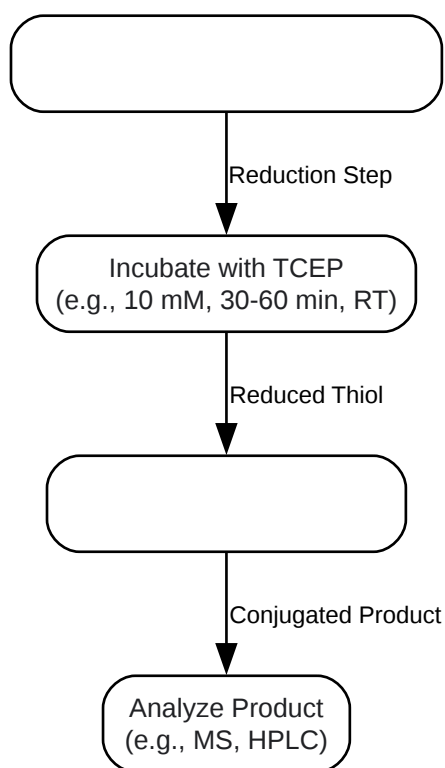 Reduction Step
Incubate with TCEP
(e.g., 10 mM, 30-60 min, RT)
Reduced Thiol
Conjugated Product
Analyze Product
(e.g., MS, HPLC)